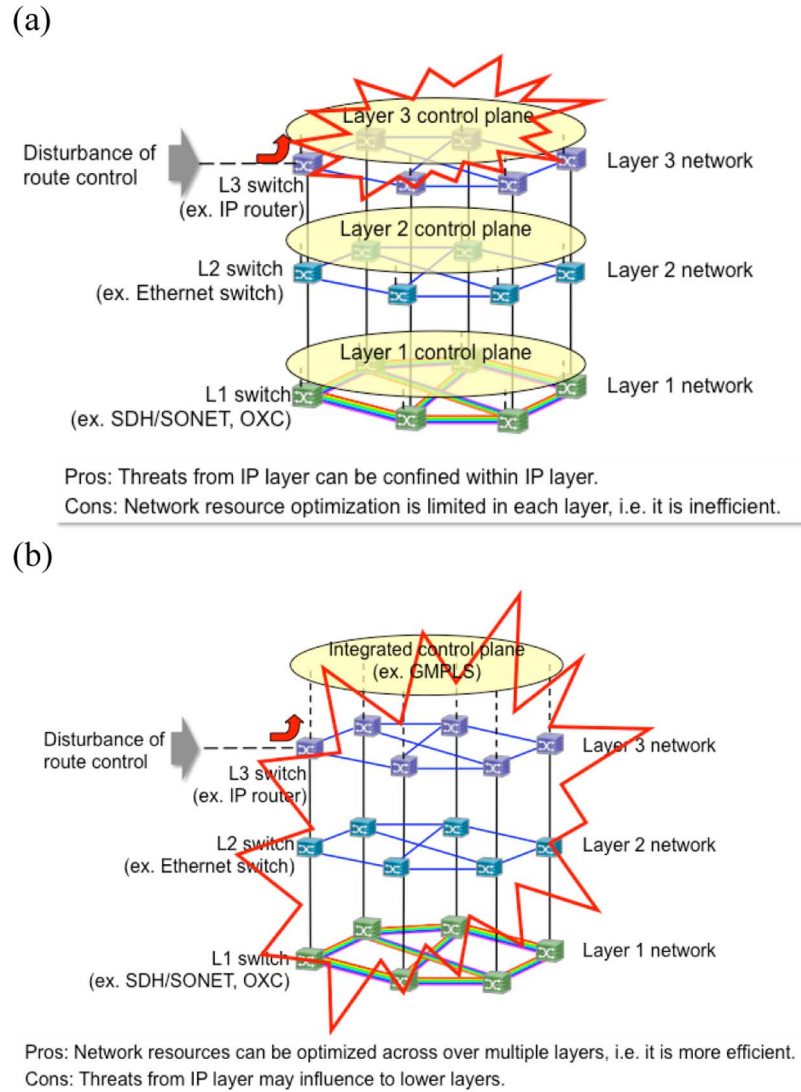 (a)
Layer 3 control plane
Disturbance of
route control
L3 switch
(ex. IP router)
Layer 3 network
Layer 2 control plane
L2 switch
(ex. Ethernet switch)
Layer 2 network
Layer 1 control plane
L1 switch
(ex. SDH/SONET, OXC)
Layer 1 network
Pros: Threats from IP layer can be confined within IP layer.
Cons: Network resource optimization is limited in each layer, i.e. it is inefficient.
(b)
Integrated control plane
(ex. GMPLS)
Disturbance of
route control
L3 switch
(ex. IP router)
Layer 3 network
L2 switch
(ex. Ethernet switch)
Layer 2 network
L1 switch
(ex. SDH/SONET, OXC)
Layer 1 network
Pros: Network resources can be optimized across over multiple layers, i.e. it is more efficient.
Cons: Threats from IP layer may influence to lower layers.